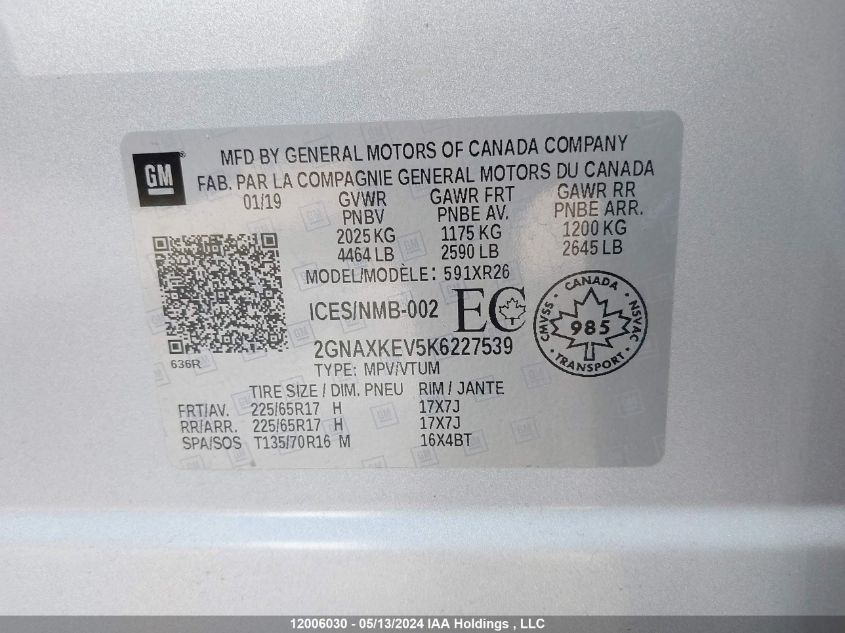 GM
MFD BY GENERAL MOTORS OF CANADA COMPANY
FAB. PAR LA COMPAGNIE GENERAL MOTORS DU CANADA
01/19 GVWR GAWR FRT GAWR RR
PNBV PNBE AV. PNBE ARR.
2025 KG 1175 KG 1200 KG
4464 LB 2590 LB 2645 LB
MODEL/MODÈLE: 591XR26
ICES/NMB-002 EC
CANADA
CMVSS 985 NSVAC
TRANSPORT
2GNAXKEV5K6227539
636R
TYPE: MPV/VTUM
TIRE SIZE / DIM. PNEU RIM / JANTE
FRT/AV. 225/65R17 H 17X7J
RR/ARR. 225/65R17 H 17X7J
SPA/SOS T135/70R16 M 16X4BT
12006030 - 05/13/2024 IAA Holdings , LLC